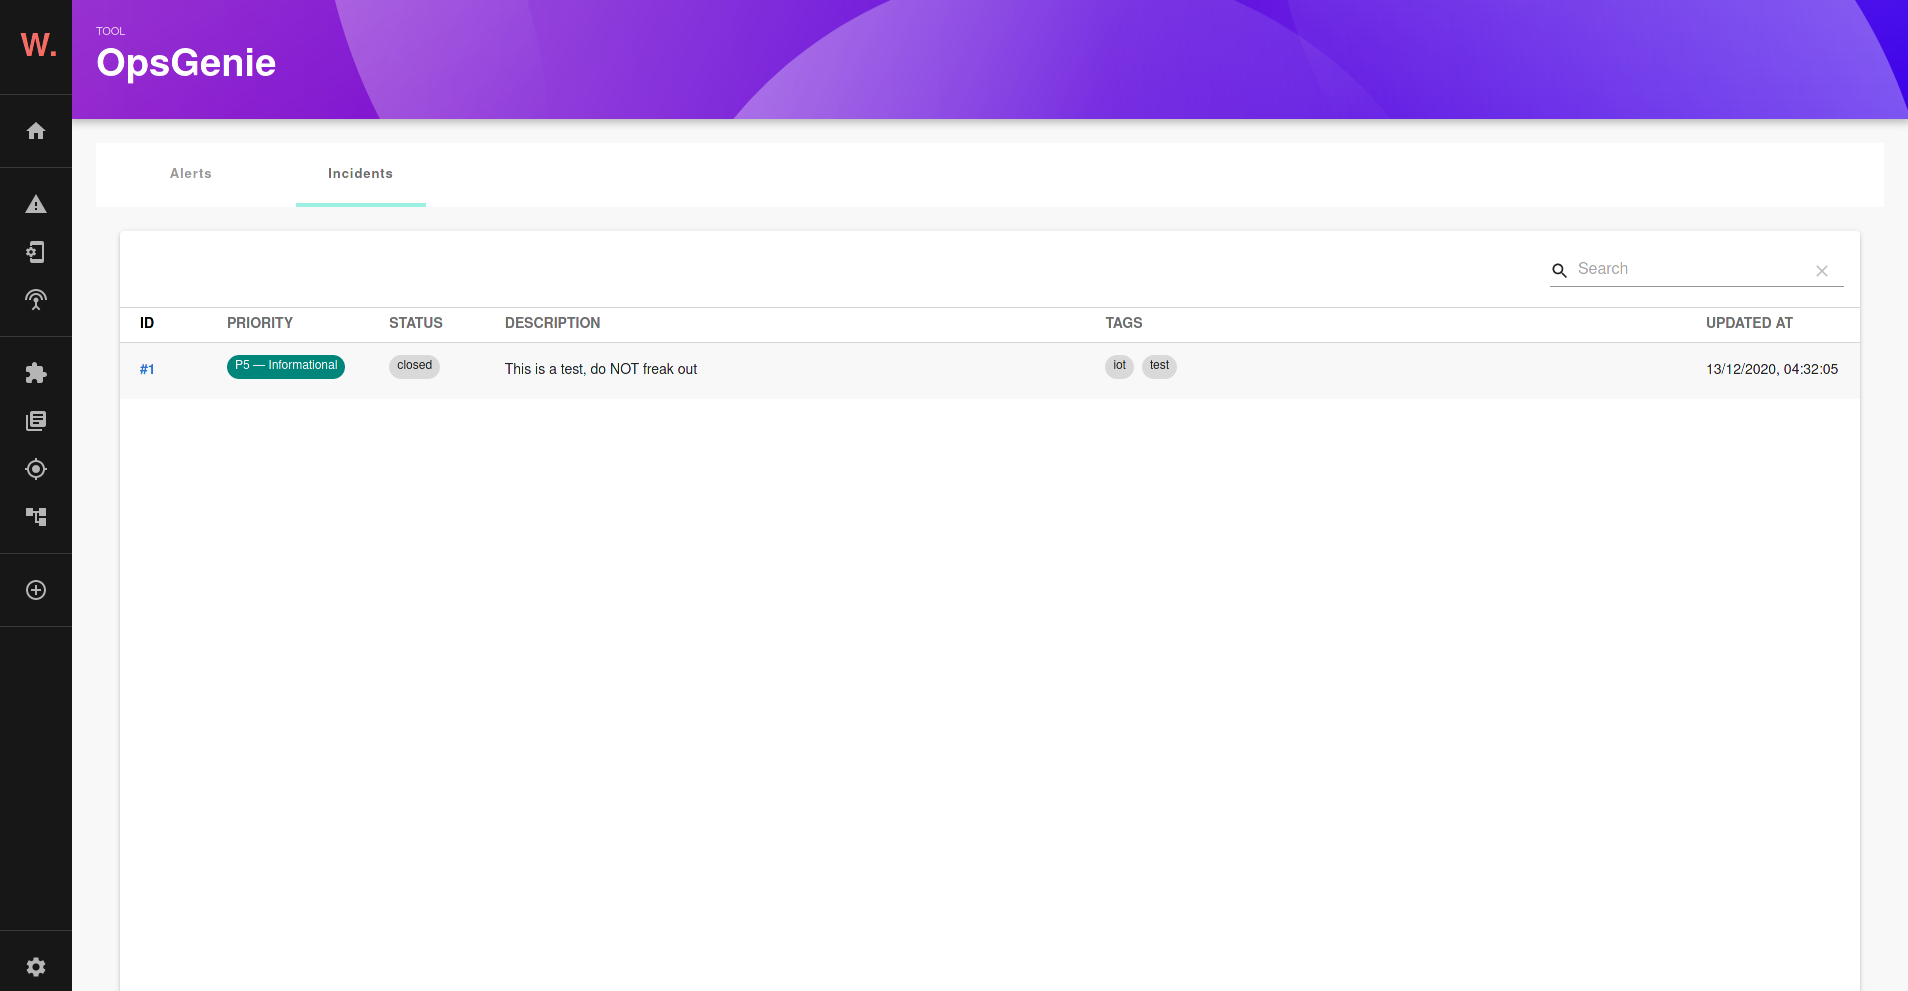 W.
TOOL
OpsGenie
Alerts Incidents
Search
ID PRIORITY STATUS DESCRIPTION TAGS UPDATED AT
#1 P5 — Informational closed This is a test, do NOT freak out iot test 13/12/2020, 04:32:05